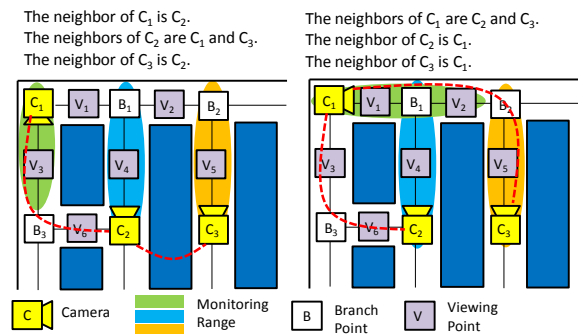 The neighbor of C1 is C2.
The neighbors of C2 are C1 and C3.
The neighbor of C3 is C2.
The neighbors of C1 are C2 and C3.
The neighbor of C2 is C1.
The neighbor of C3 is C1.
C1 V1 B1 V2 B2
V3 V4 V5
B3 V6 C2 C3
C1 V1 B1 V2 B2
V3 V4 V5
B3 V6 C2 C3
C Camera
Monitoring
Range
B Branch
Point
V Viewing
Point